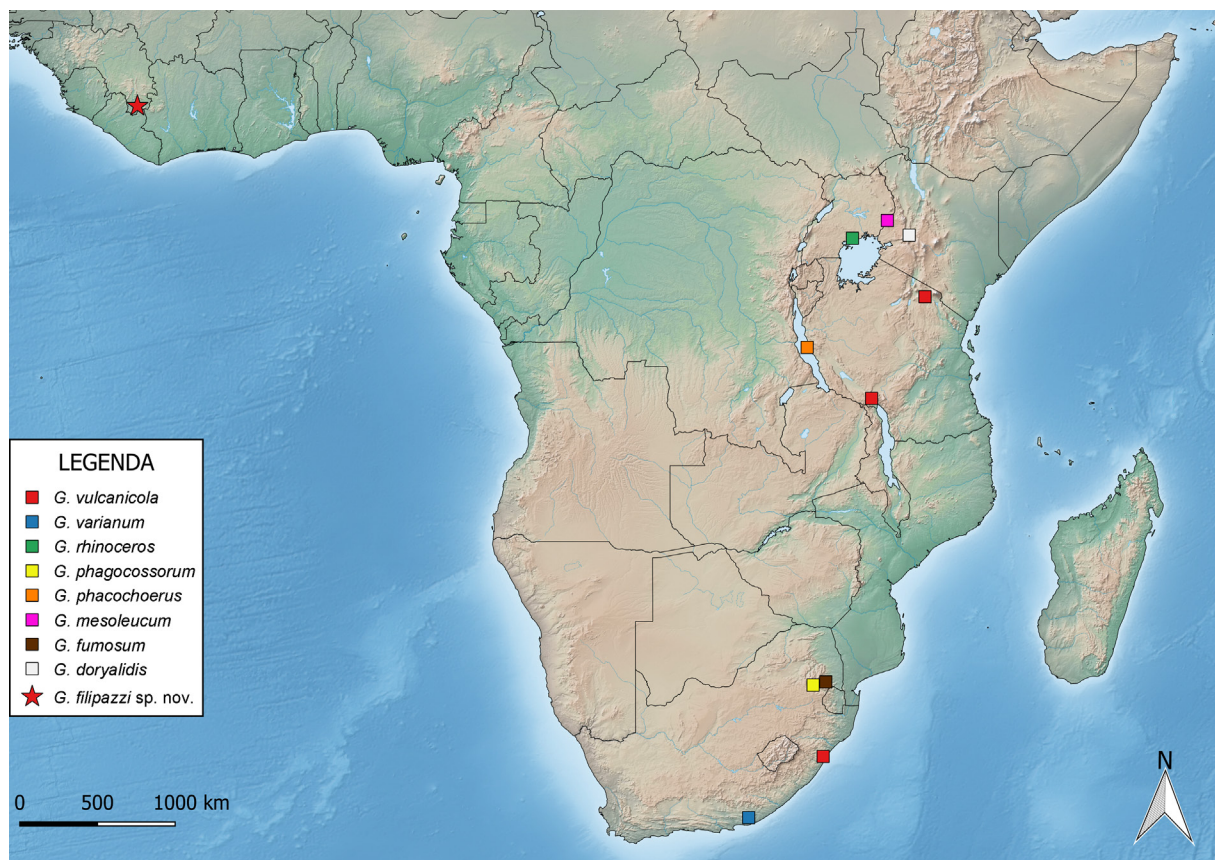 LEGENDA
G. vulcanicola
G. varianum
G. rhinoceros
G. phagocossorum
G. phacochoerus
G. mesoleucum
G. fumosum
G. doryalidis
G. filipazzi sp. nov.
0 500 1000 km
N